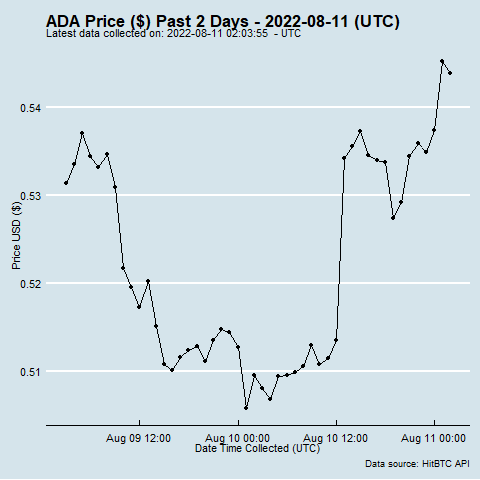 ADA Price ($) Past 2 Days - 2022-08-11 (UTC)
Latest data collected on: 2022-08-11 02:03:55 - UTC
0.54
0.53
0.52
0.51
Price USD ($)
Aug 09 12:00 Aug 10 00:00 Aug 10 12:00 Aug 11 00:00
Date Time Collected (UTC)
Data source: HitBTC API